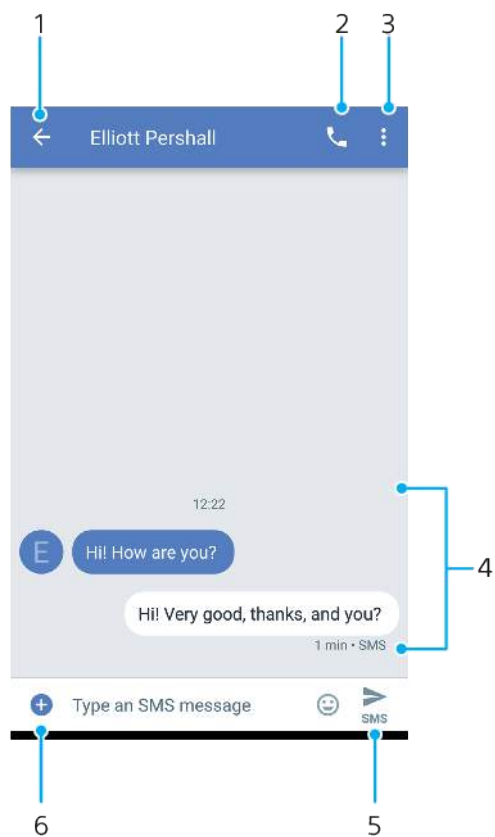 1 2 3
Elliott Pershall
12:22
E
Hi! How are you?
4
Hi! Very good, thanks, and you?
1 min • SMS
Type an SMS message
SMS
6 5